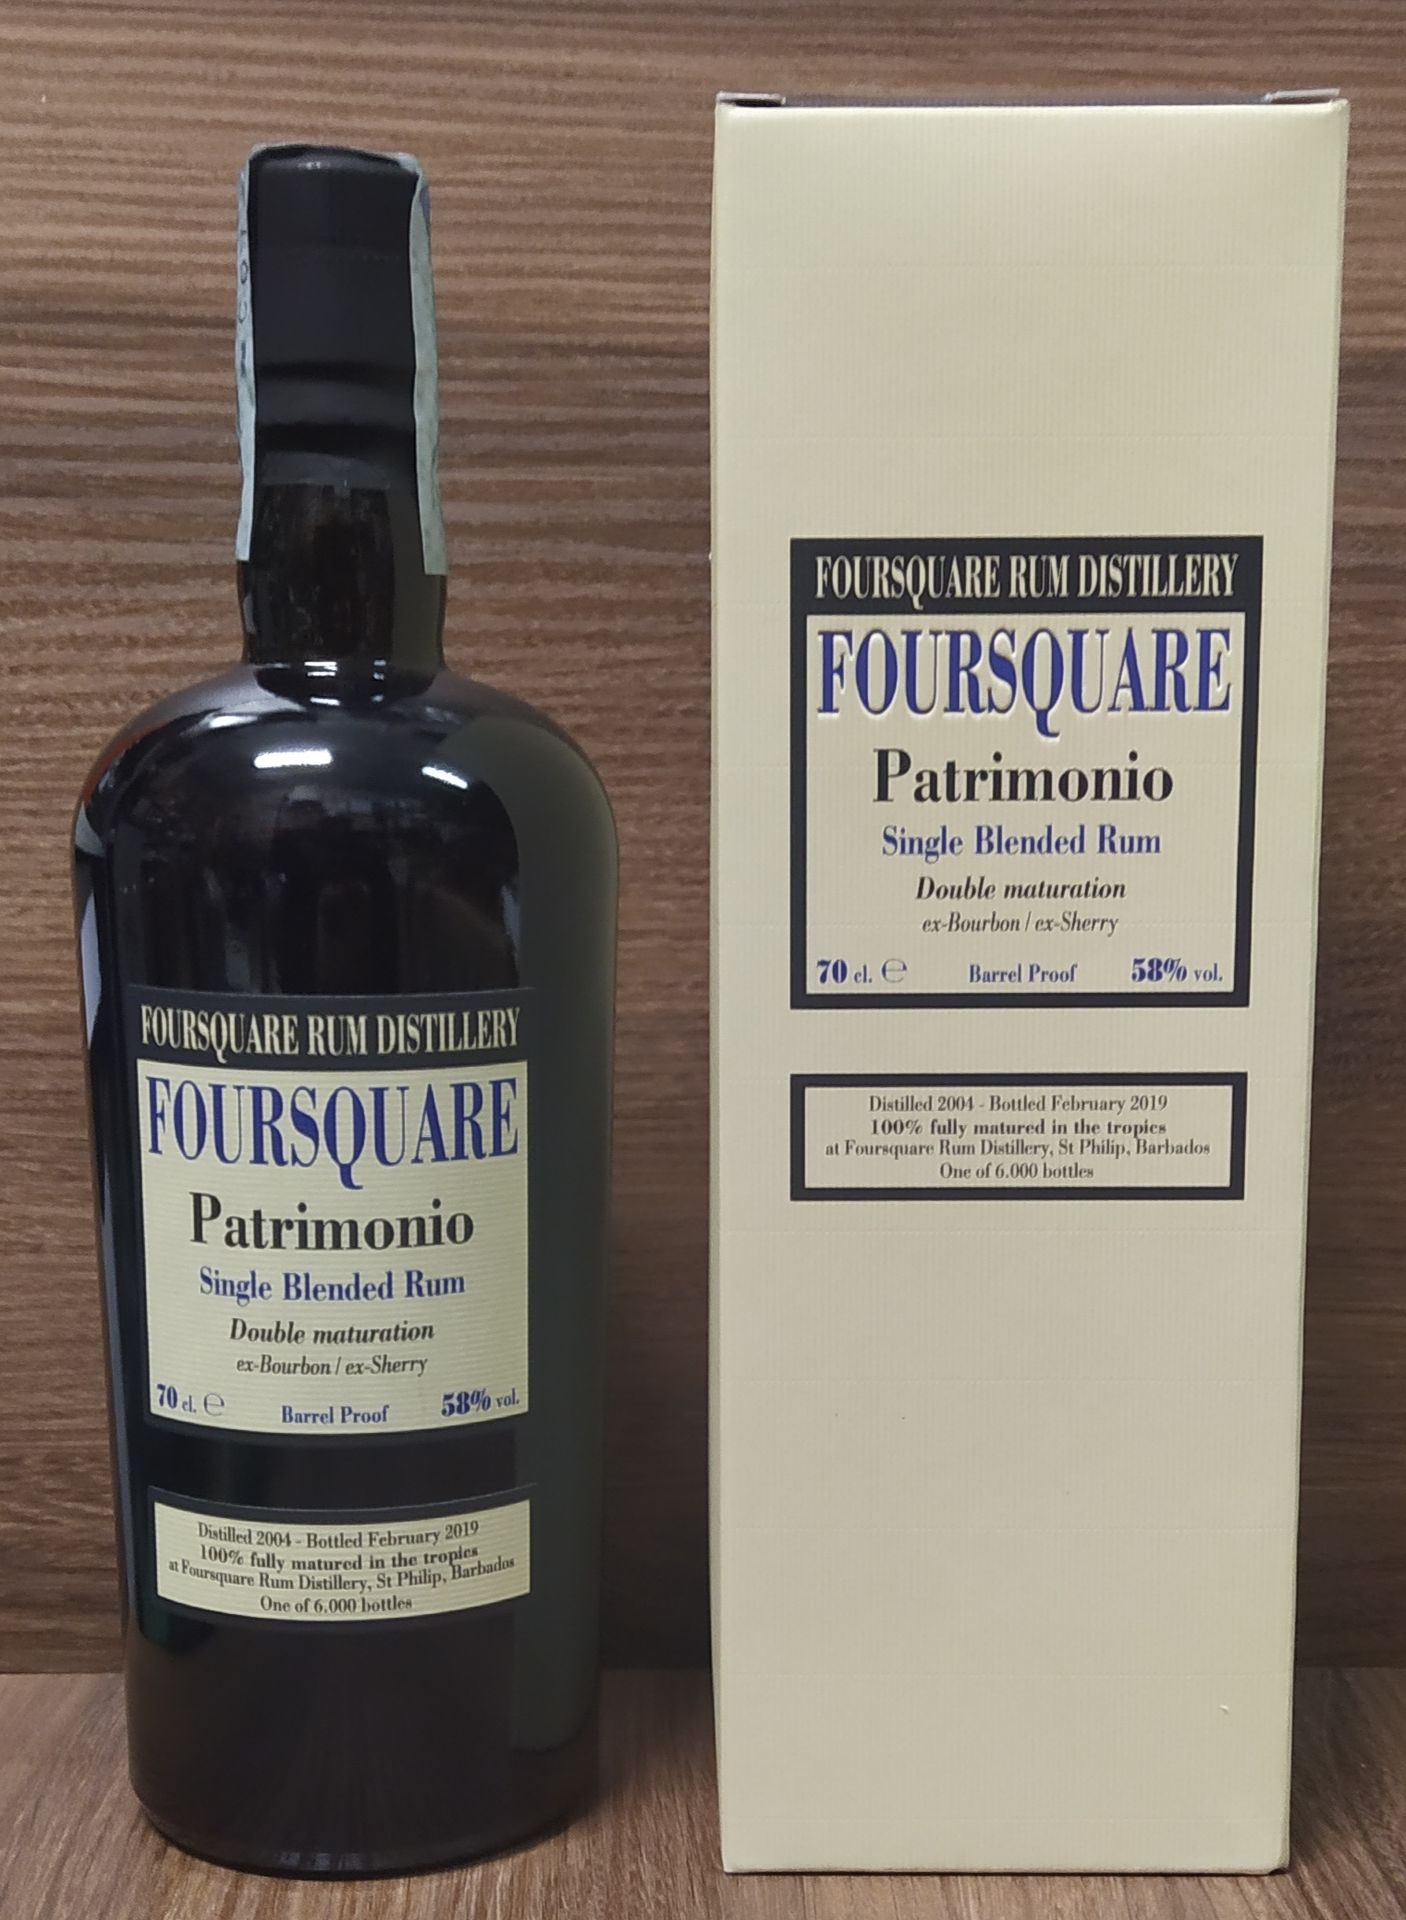 FOURSQUARE RUM DISTILLERY
FOURSQUARE
Patrimonio
Single Blended Rum
Double maturation
ex-Bourbon / ex-Sherry
70 cl. ℮ Barrel Proof 58% vol.
Distilled 2004 - Bottled February 2019
100% fully matured in the tropics
at Foursquare Rum Distillery, St Philip, Barbados
One of 6,000 bottles
FOURSQUARE RUM DISTILLERY
FOURSQUARE
Patrimonio
Single Blended Rum
Double maturation
ex-Bourbon / ex-Sherry
70 cl. ℮ Barrel Proof 58% vol.
Distilled 2004 - Bottled February 2019
100% fully matured in the tropics
at Foursquare Rum Distillery, St Philip, Barbados
One of 6.000 bottles